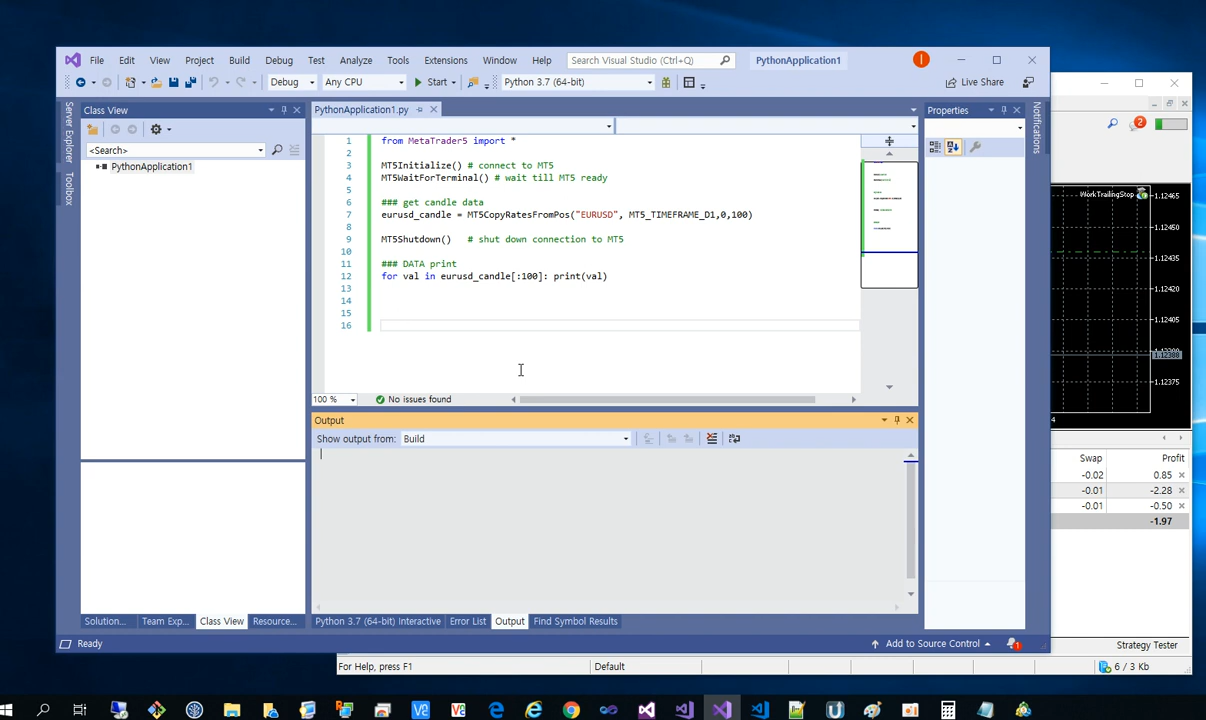 File Edit View Project Build Debug Test Analyze Tools Extensions Window Help Search Visual Studio (Ctrl+Q) PythonApplication1
Debug Any CPU Start Python 3.7 (64-bit) Live Share
Server Explorer
Toolbox
Class View
<Search>
PythonApplication1
PythonApplication1.py
1 from MetaTrader5 import *
2
3 MT5Initialize() # connect to MT5
4 MT5WaitForTerminal() # wait till MT5 ready
5
6 ### get candle data
7 eurusd_candle = MT5CopyRatesFromPos("EURUSD", MT5_TIMEFRAME_D1,0,100)
8
9 MT5Shutdown() # shut down connection to MT5
10
11 ### DATA print
12 for val in eurusd_candle[:100]: print(val)
13
14
15
16
100 % No issues found
Output
Show output from: Build
Python 3.7 (64-bit) Interactive Error List Output Find Symbol Results
Solution... Team Exp... Class View Resource...
Properties
Notifications
Ready Add to Source Control 1
2
WorkTrailingStop
1.12465
1.12450
1.12435
1.12420
1.12405
1.12375
4
Swap Profit
-0.02 0.85
-0.01 -2.28
-0.01 -0.50
-1.97
Strategy Tester
For Help, press F1 Default 6 / 3 Kb